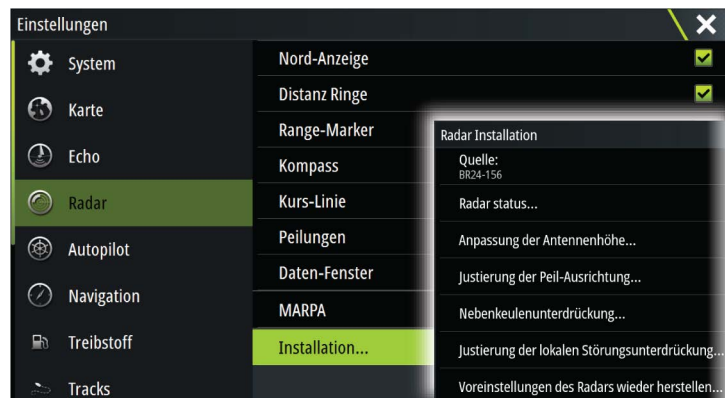 Einstellungen
System
Karte
Echo
Radar
Autopilot
Navigation
Treibstoff
Tracks
Nord-Anzeige
Distanz Ringe
Range-Marker
Kompass
Kurs-Linie
Peilungen
Daten-Fenster
MARPA
Installation...
Radar Installation
Quelle:
BR24-156
Radar status...
Anpassung der Antennenhöhe...
Justierung der Peil-Ausrichtung...
Nebenkeulenunterdrückung...
Justierung der lokalen Störungsunterdrückung...
Voreinstellungen des Radars wieder herstellen...